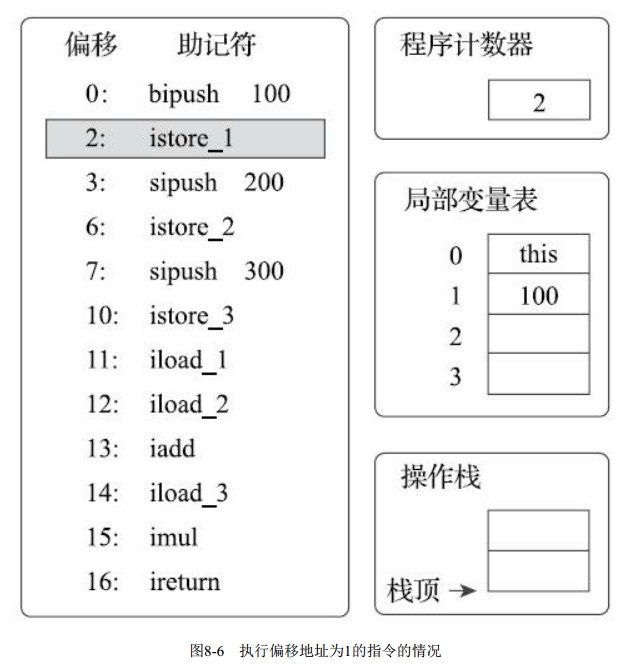 偏移 助记符
0: bipush 100
2: istore_1
3: sipush 200
6: istore_2
7: sipush 300
10: istore_3
11: iload_1
12: iload_2
13: iadd
14: iload_3
15: imul
16: ireturn
程序计数器
2
局部变量表
0 this
1 100
2
3
操作栈
栈顶
图8-6 执行偏移地址为1的指令的情况